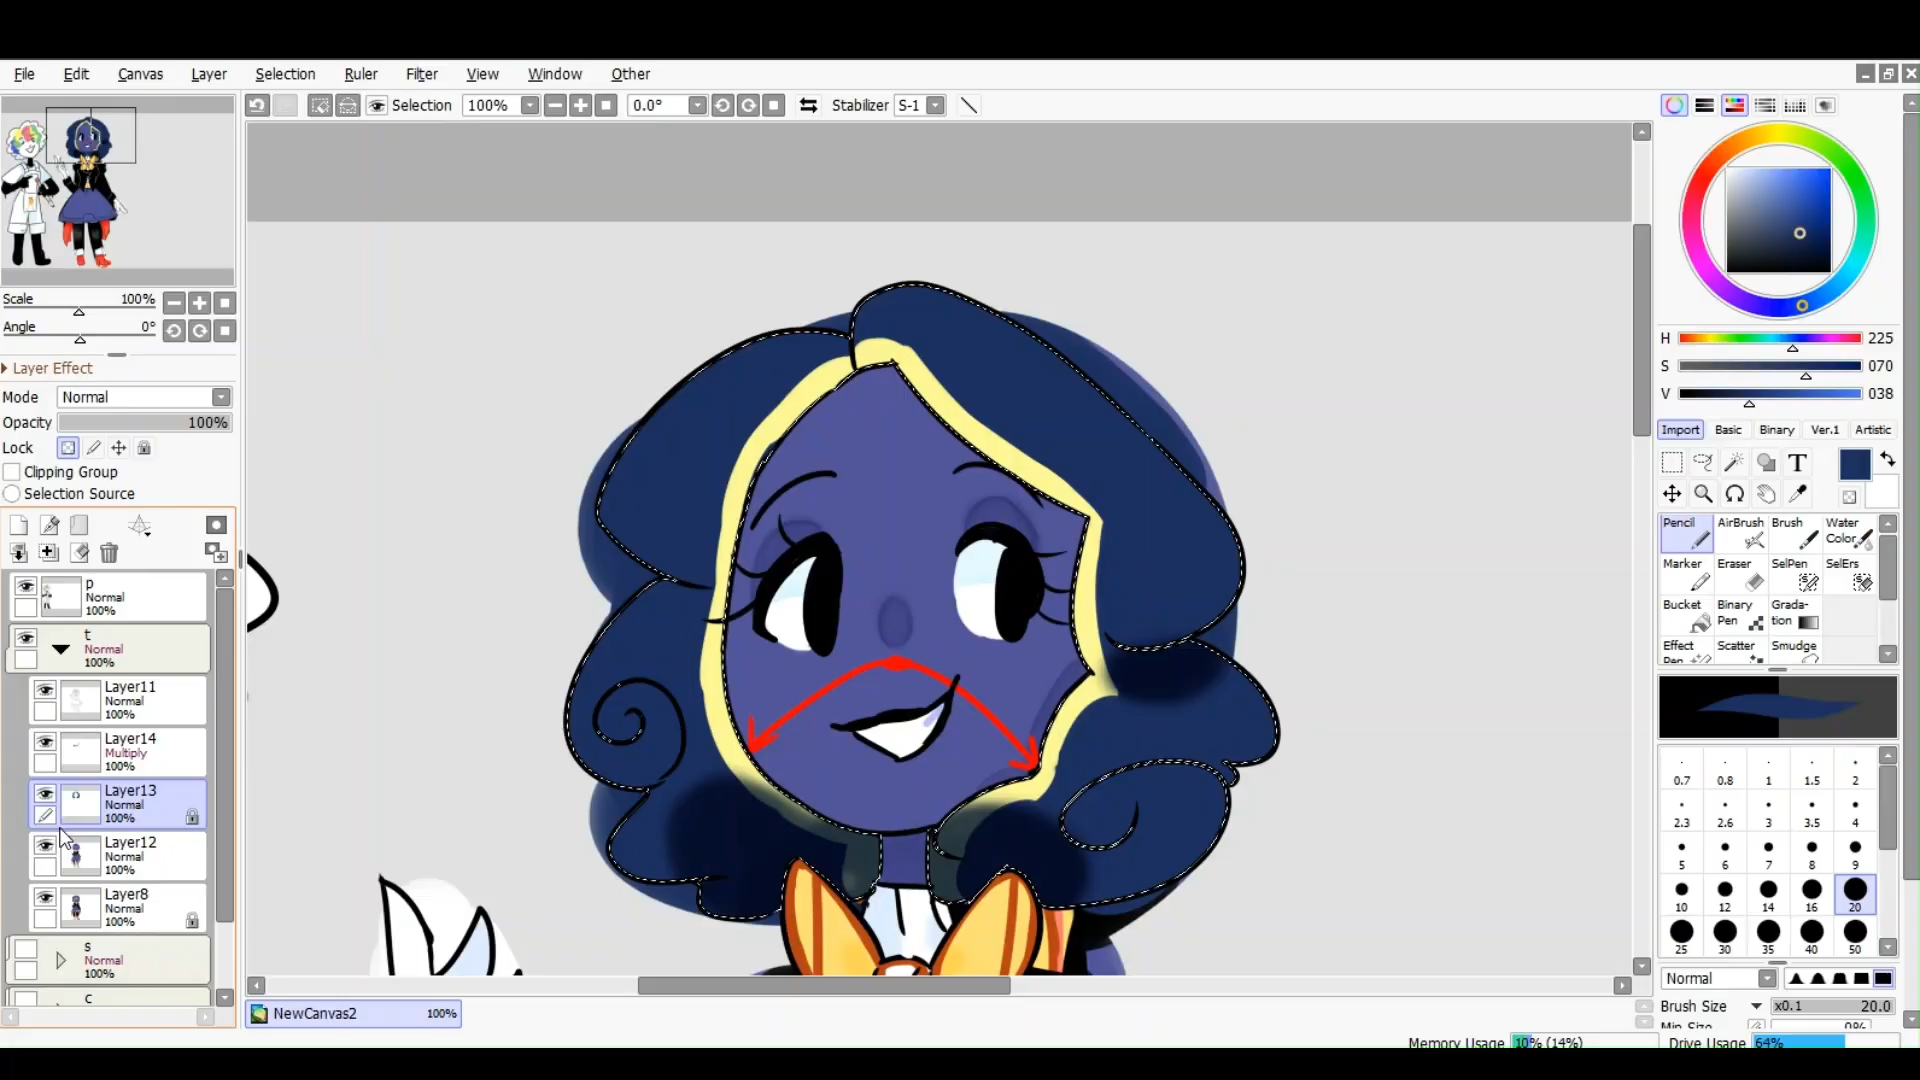 File Edit Canvas Layer Selection Ruler Filter View Window Other
Selection 100% 0.0° Stabilizer S-1
Scale 100%
Angle 0°
Layer Effect
Mode Normal
Opacity 100%
Lock
Clipping Group
Selection Source
p
Normal
100%
t
Normal
100%
Layer11
Normal
100%
Layer14
Multiply
100%
Layer13
Normal
100%
Layer12
Normal
100%
Layer8
Normal
100%
s
Normal
100%
c
NewCanvas2 100%
H 225
S 070
V 038
Import Basic Binary Ver.1 Artistic
T
Pencil AirBrush Brush Water Color
Marker Eraser SelPen SelErs
Bucket Binary Pen Grada-tion
Effect Pen Scatter Smudge
0.7 0.8 1 1.5 2
2.3 2.6 3 3.5 4
5 6 7 8 9
10 12 14 16 20
25 30 35 40 50
Normal
Brush Size x0.1 20.0
Min Size 0%
Memory Usage 10% (14%) Drive Usage 64%